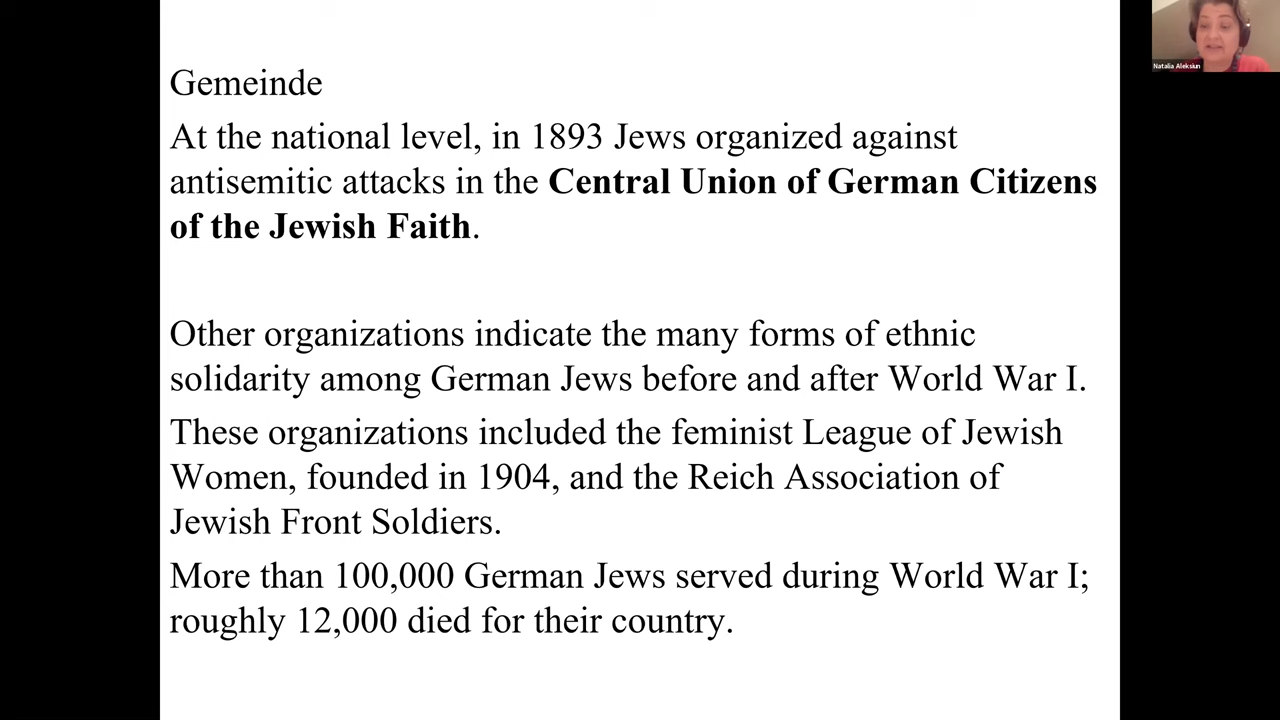 Gemeinde
At the national level, in 1893 Jews organized against
antisemitic attacks in the Central Union of German Citizens
of the Jewish Faith.
Other organizations indicate the many forms of ethnic
solidarity among German Jews before and after World War I.
These organizations included the feminist League of Jewish
Women, founded in 1904, and the Reich Association of
Jewish Front Soldiers.
More than 100,000 German Jews served during World War I;
roughly 12,000 died for their country.
Natalia Aleksiun